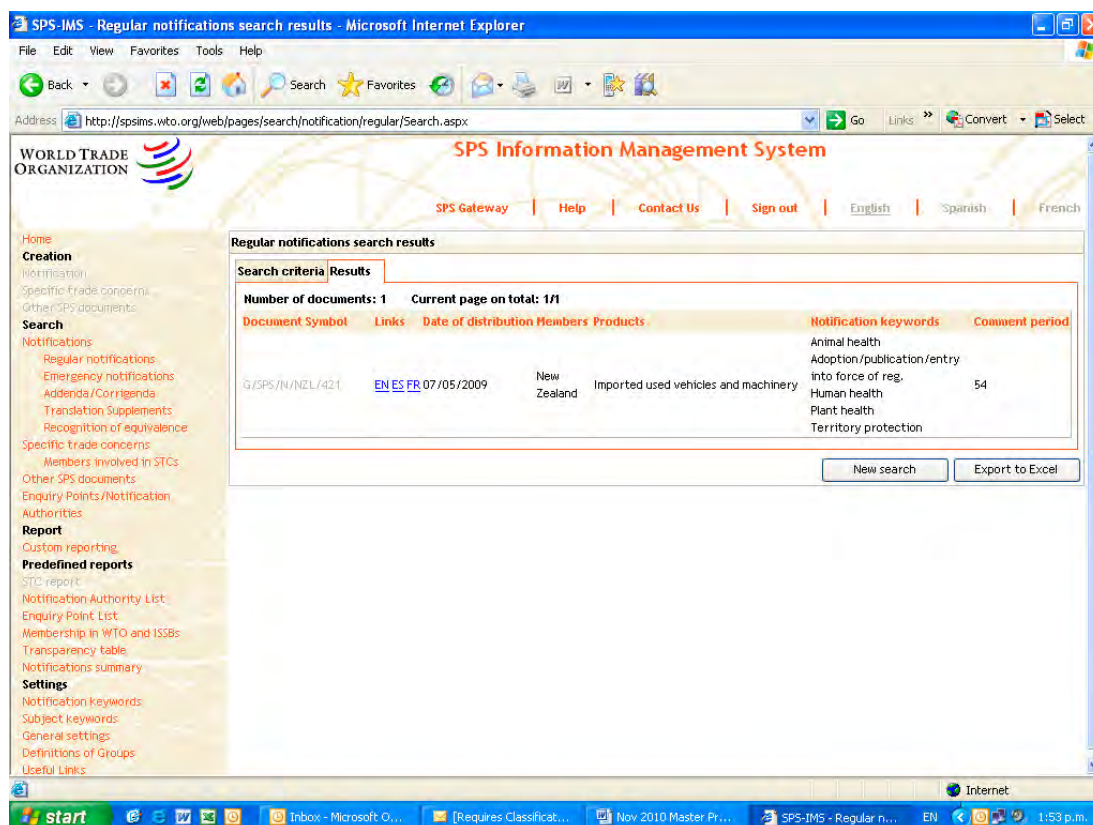 SPS-IMS - Regular notifications search results - Microsoft Internet Explorer
File Edit View Favorites Tools Help
Back Search Favorites
Address http://spsims.wto.org/web/pages/search/notification/regular/Search.aspx Go Links » Convert Select
WORLD TRADE
ORGANIZATION
SPS Information Management System
SPS Gateway | Help | Contact Us | Sign out | English | Spanish | French
Home
Creation
Notification
Specific trade concerns
Other SPS documents
Search
Notifications
Regular notifications
Emergency notifications
Addenda/Corrigenda
Translation Supplements
Recognition of equivalence
Specific trade concerns
Members involved in STCs
Other SPS documents
Enquiry Points/Notification
Authorities
Report
Custom reporting
Predefined reports
STC report
Notification Authority List
Enquiry Point List
Membership in WTO and ISSBs
Transparency table
Notifications summary
Settings
Notification keywords
Subject keywords
General settings
Definitions of Groups
Useful Links
Regular notifications search results
Search criteria Results
Number of documents: 1 Current page on total: 1/1
Document Symbol Links Date of distribution Members Products Notification keywords Comment period
G/SPS/N/NZL/421 EN ES FR 07/05/2009 New
Zealand Imported used vehicles and machinery
Animal health
Adoption/publication/entry
into force of reg.
Human health
Plant health
Territory protection
54
New search Export to Excel
Internet
start Inbox - Microsoft O... [Requires Classificat... Nov 2010 Master Pr... SPS-IMS - Regular n... EN 1:53 p.m.